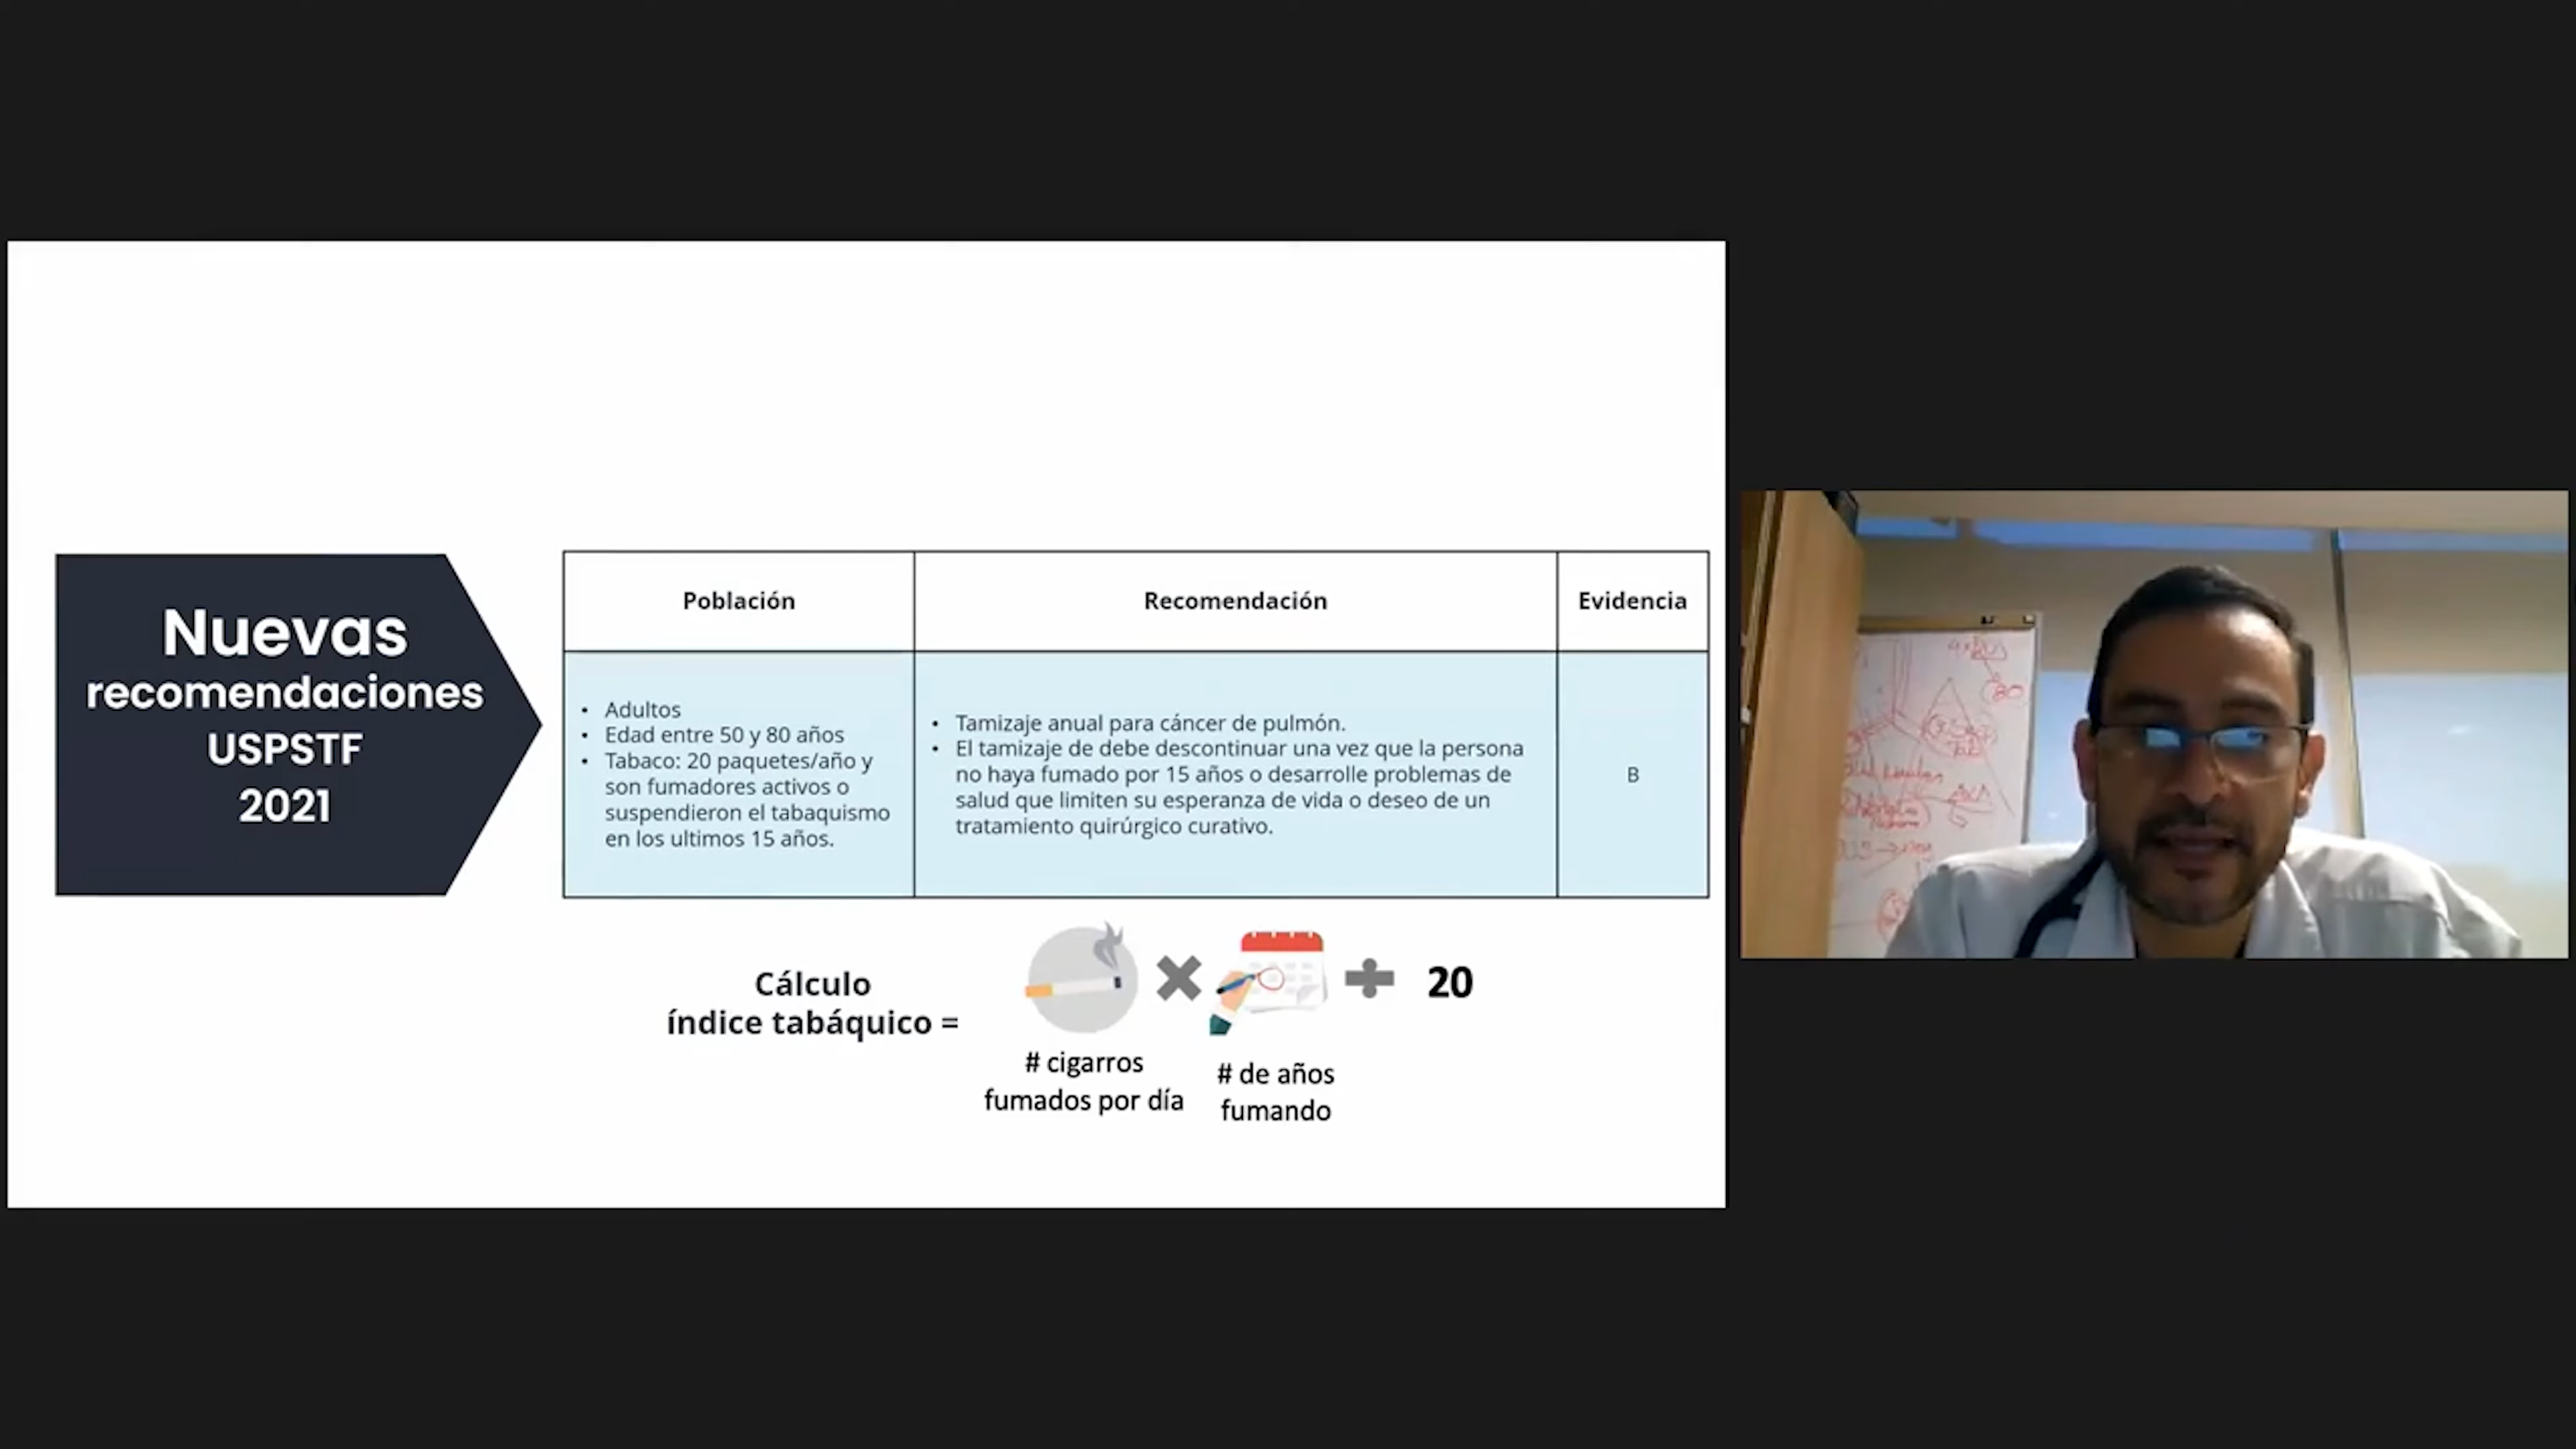 Nuevas
recomendaciones
USPSTF
2021
Población
Recomendación
Evidencia
• Adultos
• Edad entre 50 y 80 años
• Tabaco: 20 paquetes/año y
son fumadores activos o
suspendieron el tabaquismo
en los ultimos 15 años.
• Tamizaje anual para cáncer de pulmón.
• El tamizaje de debe descontinuar una vez que la persona
no haya fumado por 15 años o desarrolle problemas de
salud que limiten su esperanza de vida o deseo de un
tratamiento quirúrgico curativo.
B
Cálculo
índice tabáquico =
# cigarros
fumados por día
# de años
fumando
20
80